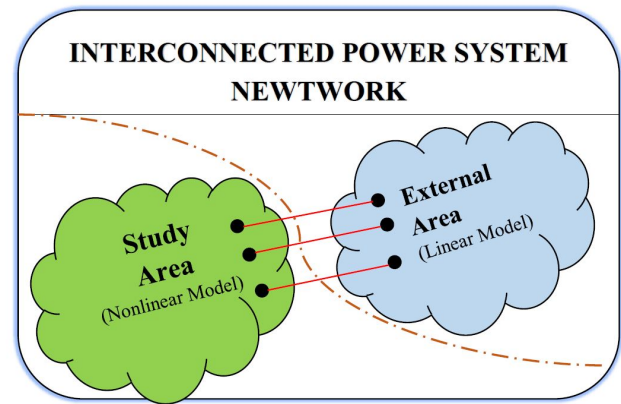 INTERCONNECTED POWER SYSTEM
NEWTWORK
Study
Area
(Nonlinear Model)
External
Area
(Linear Model)